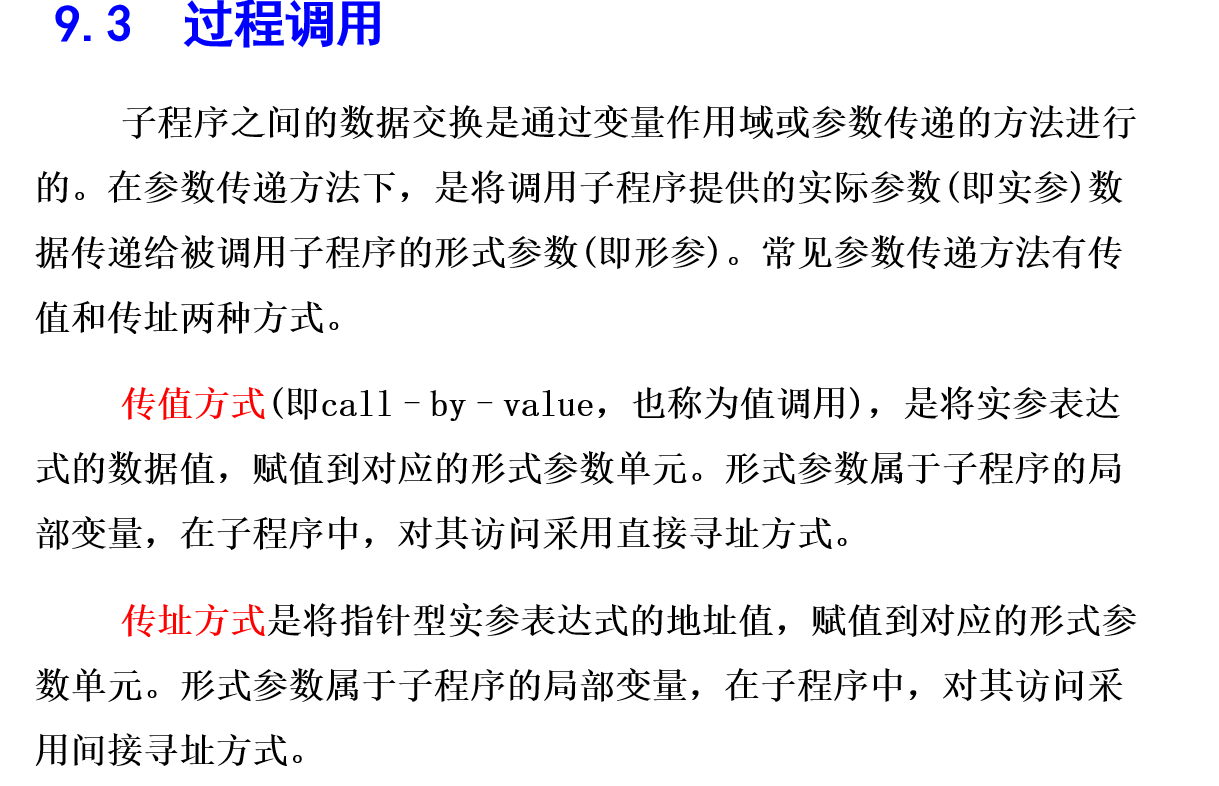 9.3 过程调用
子程序之间的数据交换是通过变量作用域或参数传递的方法进行
的。在参数传递方法下，是将调用子程序提供的实际参数(即实参)数
据传递给被调用子程序的形式参数(即形参)。常见参数传递方法有传
值和传址两种方式。
传值方式(即call－by－value，也称为值调用)，是将实参表达
式的数据值，赋值到对应的形式参数单元。形式参数属于子程序的局
部变量，在子程序中，对其访问采用直接寻址方式。
传址方式是将指针型实参表达式的地址值，赋值到对应的形式参
数单元。形式参数属于子程序的局部变量，在子程序中，对其访问采
用间接寻址方式。